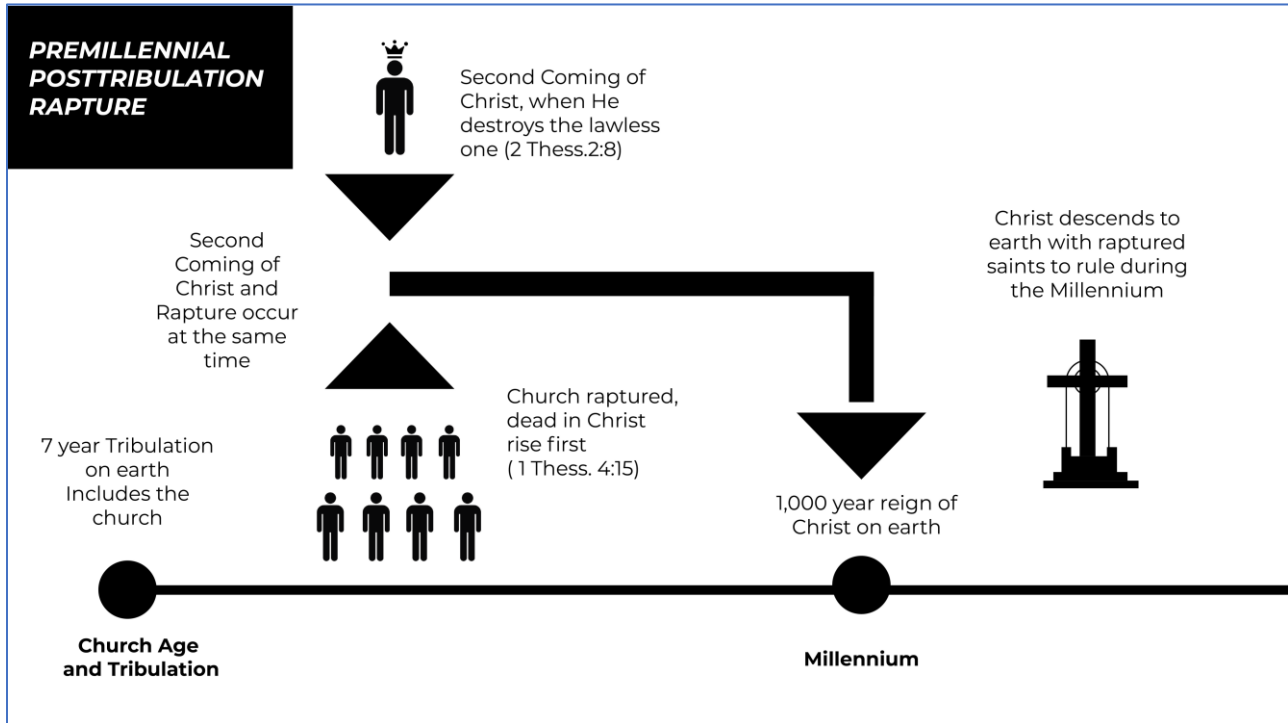 PREMILLENNIAL
POSTTRIBULATION
RAPTURE
Second Coming of
Christ, when He
destroys the lawless
one (2 Thess.2:8)
Second
Coming of
Christ and
Rapture occur
at the same
time
Christ descends to
earth with raptured
saints to rule during
the Millennium
Church raptured,
dead in Christ
rise first
( 1 Thess. 4:15)
7 year Tribulation
on earth
Includes the
church
1,000 year reign of
Christ on earth
Church Age
and Tribulation
Millennium